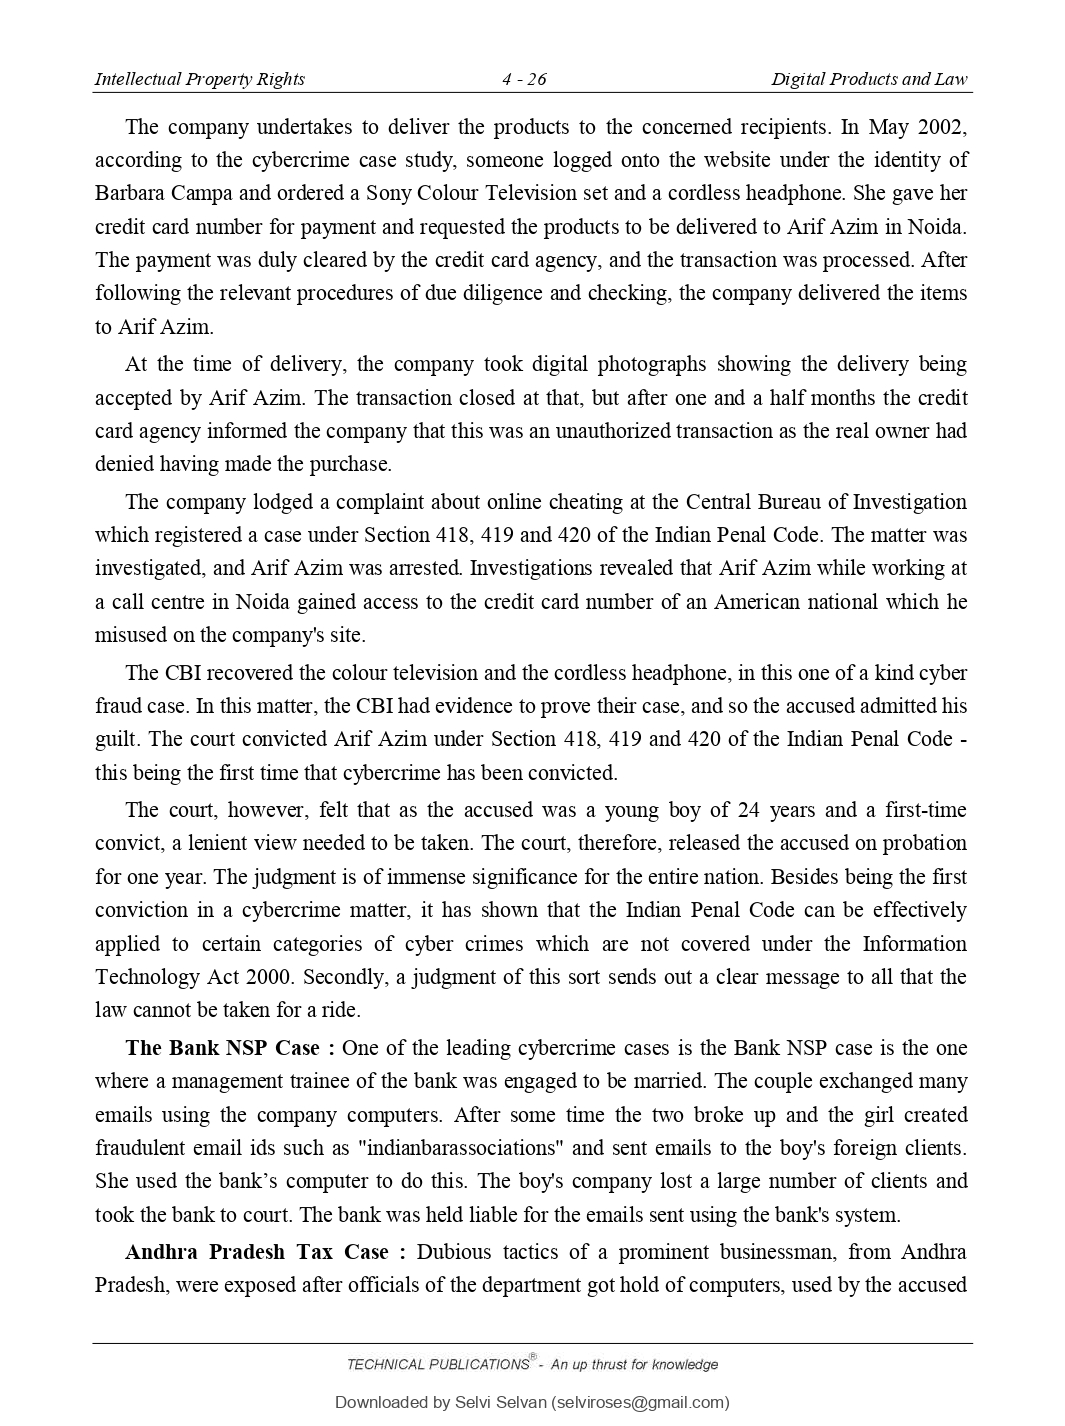 Intellectual Property Rights 4 - 26 Digital Products and Law
The company undertakes to deliver the products to the concerned recipients. In May 2002,
according to the cybercrime case study, someone logged onto the website under the identity of
Barbara Campa and ordered a Sony Colour Television set and a cordless headphone. She gave her
credit card number for payment and requested the products to be delivered to Arif Azim in Noida.
The payment was duly cleared by the credit card agency, and the transaction was processed. After
following the relevant procedures of due diligence and checking, the company delivered the items
to Arif Azim.
At the time of delivery, the company took digital photographs showing the delivery being
accepted by Arif Azim. The transaction closed at that, but after one and a half months the credit
card agency informed the company that this was an unauthorized transaction as the real owner had
denied having made the purchase.
The company lodged a complaint about online cheating at the Central Bureau of Investigation
which registered a case under Section 418, 419 and 420 of the Indian Penal Code. The matter was
investigated, and Arif Azim was arrested. Investigations revealed that Arif Azim while working at
a call centre in Noida gained access to the credit card number of an American national which he
misused on the company's site.
The CBI recovered the colour television and the cordless headphone, in this one of a kind cyber
fraud case. In this matter, the CBI had evidence to prove their case, and so the accused admitted his
guilt. The court convicted Arif Azim under Section 418, 419 and 420 of the Indian Penal Code -
this being the first time that cybercrime has been convicted.
The court, however, felt that as the accused was a young boy of 24 years and a first-time
convict, a lenient view needed to be taken. The court, therefore, released the accused on probation
for one year. The judgment is of immense significance for the entire nation. Besides being the first
conviction in a cybercrime matter, it has shown that the Indian Penal Code can be effectively
applied to certain categories of cyber crimes which are not covered under the Information
Technology Act 2000. Secondly, a judgment of this sort sends out a clear message to all that the
law cannot be taken for a ride.
The Bank NSP Case : One of the leading cybercrime cases is the Bank NSP case is the one
where a management trainee of the bank was engaged to be married. The couple exchanged many
emails using the company computers. After some time the two broke up and the girl created
fraudulent email ids such as "indianbarassociations" and sent emails to the boy's foreign clients.
She used the bank’s computer to do this. The boy's company lost a large number of clients and
took the bank to court. The bank was held liable for the emails sent using the bank's system.
Andhra Pradesh Tax Case : Dubious tactics of a prominent businessman, from Andhra
Pradesh, were exposed after officials of the department got hold of computers, used by the accused
TECHNICAL PUBLICATIONS® - An up thrust for knowledge
Downloaded by Selvi Selvan (selviroses@gmail.com)